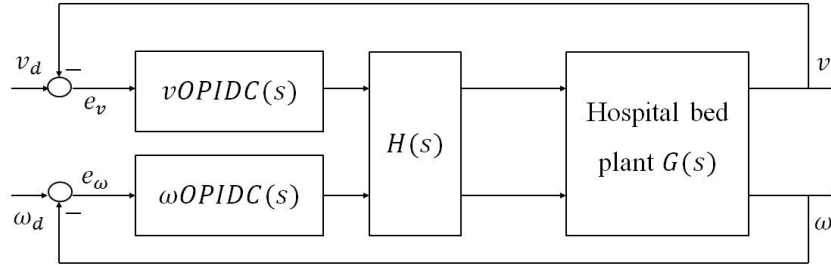 v_d
−
e_v
vOPIDC(s)
H(s)
Hospital bed
plant G(s)
v
ω_d
−
e_ω
ωOPIDC(s)
ω